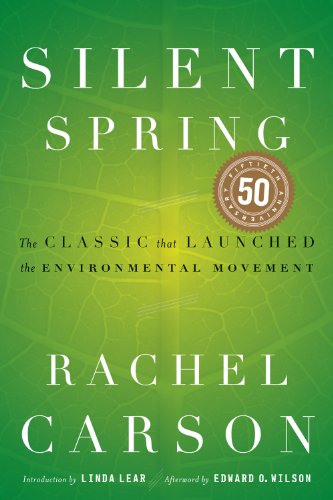 SILENT
SPRING
FIFTIETH ANNIVERSARY
50
The CLASSIC that LAUNCHED
the ENVIRONMENTAL MOVEMENT
RACHEL
CARSON
Introduction by LINDA LEAR // Afterword by EDWARD O. WILSON